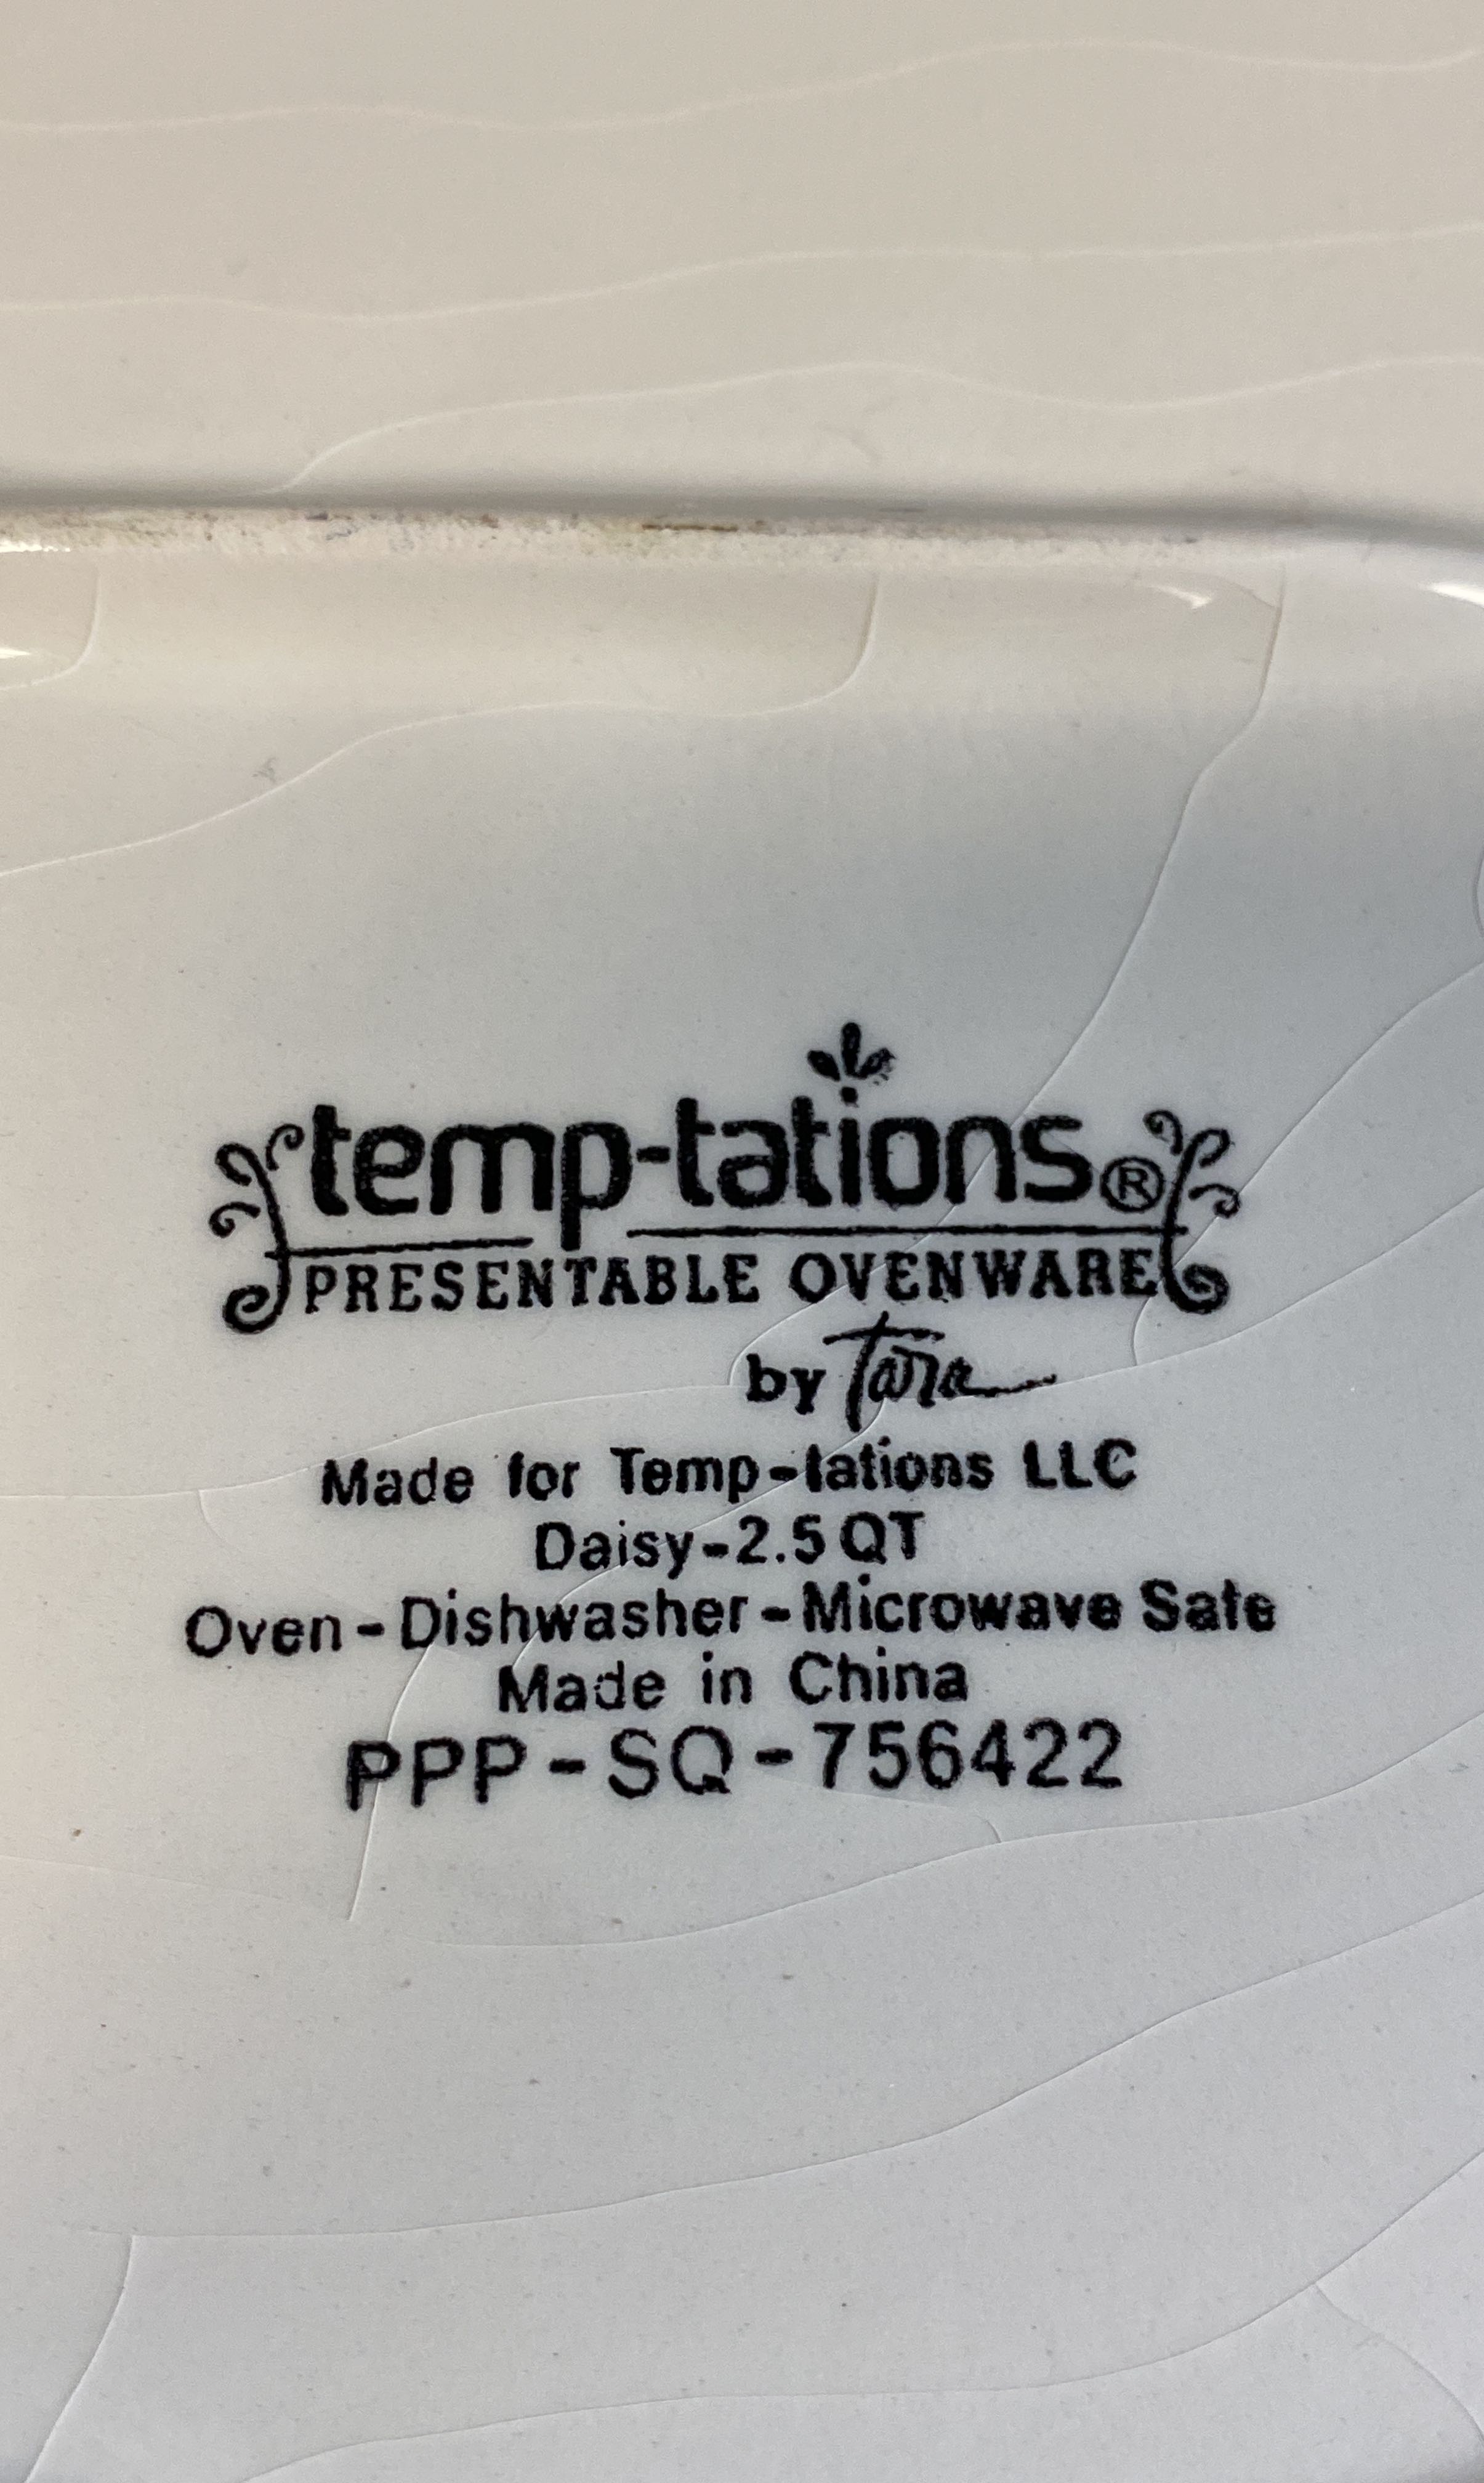 temp-tations®
PRESENTABLE OVENWARE
by Tara
Made for Temp-tations LLC
Daisy-2.5 QT
Oven-Dishwasher-Microwave Safe
Made in China
PPP-SQ-756422